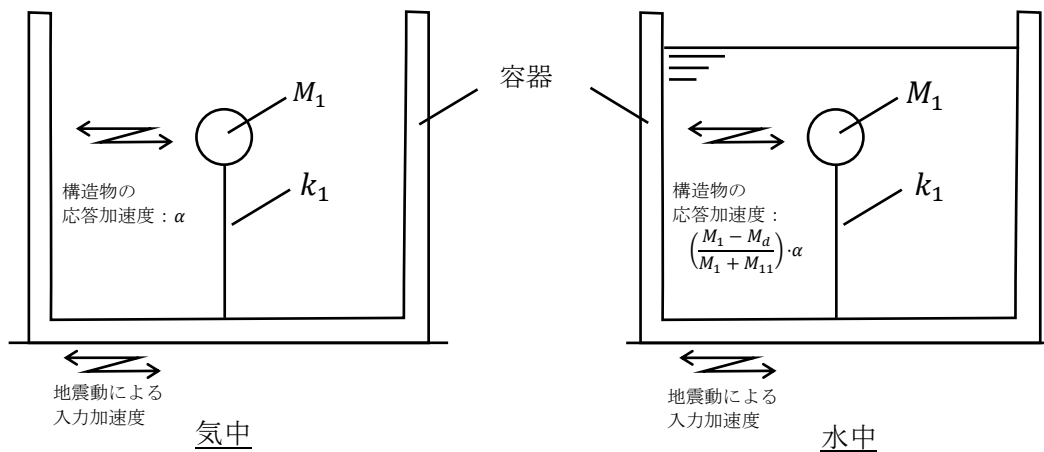 容器
M₁
構造物の
応答加速度：α
k₁
地震動による
入力加速度
気中
M₁
構造物の
応答加速度：
(M₁ − M_d / M₁ + M₁₁)·α
k₁
地震動による
入力加速度
水中